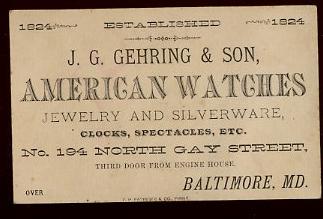 1824 ESTABLISHED 1824
J. G. GEHRING & SON,
AMERICAN WATCHES
JEWELRY AND SILVERWARE,
CLOCKS, SPECTACLES, ETC.
No. 194 NORTH GAY STREET,
THIRD DOOR FROM ENGINE HOUSE.
BALTIMORE, MD.
OVER